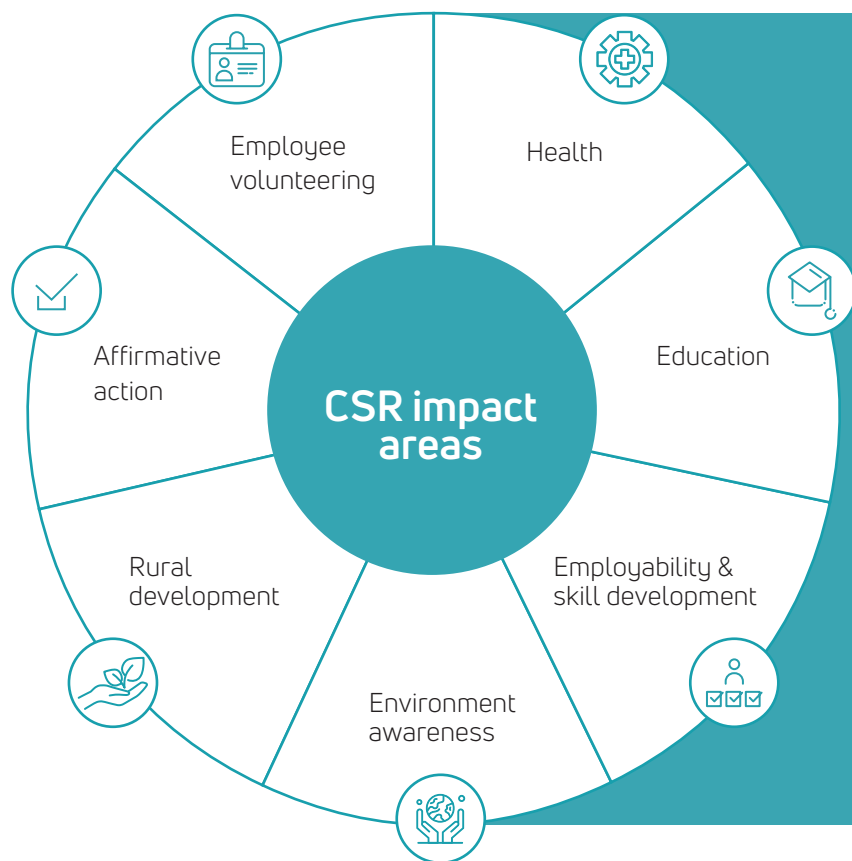 Employee
volunteering
Health
Affirmative
action
Education
CSR impact
areas
Rural
development
Employability &
skill development
Environment
awareness